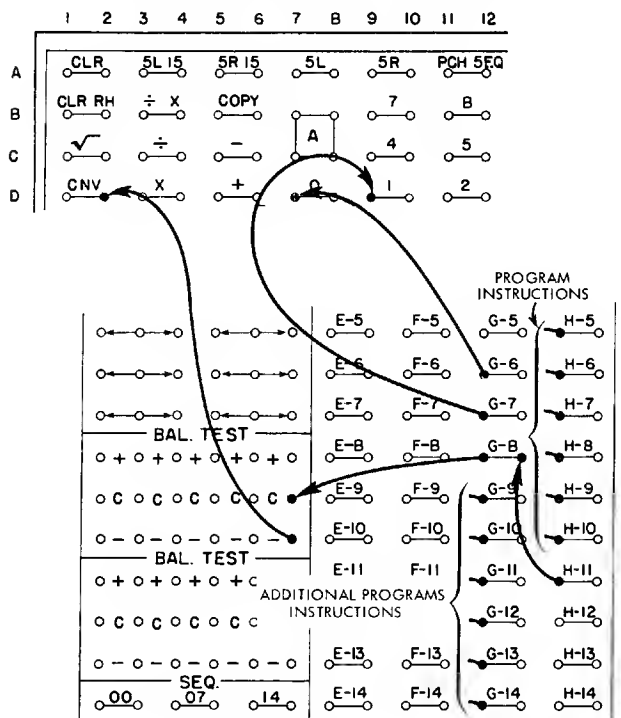 1 2 3 4 5 6 7 8 9 10 11 12
A CLR 5L 15 5R 15 5L 5R PCH 5EQ
B CLR RH ÷ X COPY 7 8
C √ ÷ - A 4 5
D CNV X + 0 1 2
PROGRAM
INSTRUCTIONS
E-5 F-5 G-5 H-5
E-6 F-6 G-6 H-6
E-7 F-7 G-7 H-7
BAL. TEST
E-8 F-8 G-8 H-8
+ + + + +
E-9 F-9 G-9 H-9
C C C C C
E-10 F-10 G-10 H-10
- - - - -
BAL. TEST
E-11 F-11 G-11 H-11
+ + + +
ADDITIONAL PROGRAMS
INSTRUCTIONS
G-12 H-12
C C C C
E-13 F-13 G-13 H-13
- - - - -
SEQ.
00 07 14 E-14 F-14 G-14 H-14